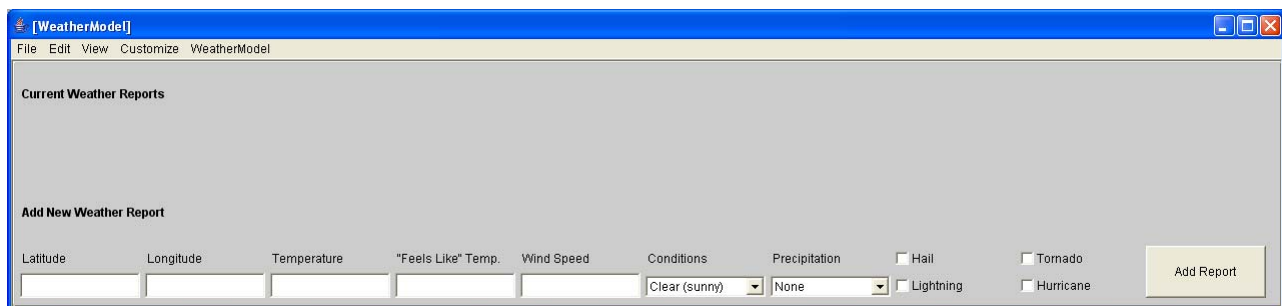 [WeatherModel]
File Edit View Customize WeatherModel
Current Weather Reports
Add New Weather Report
Latitude Longitude Temperature "Feels Like" Temp. Wind Speed Conditions Precipitation Hail Tornado
Add Report
Clear (sunny) None Lightning Hurricane